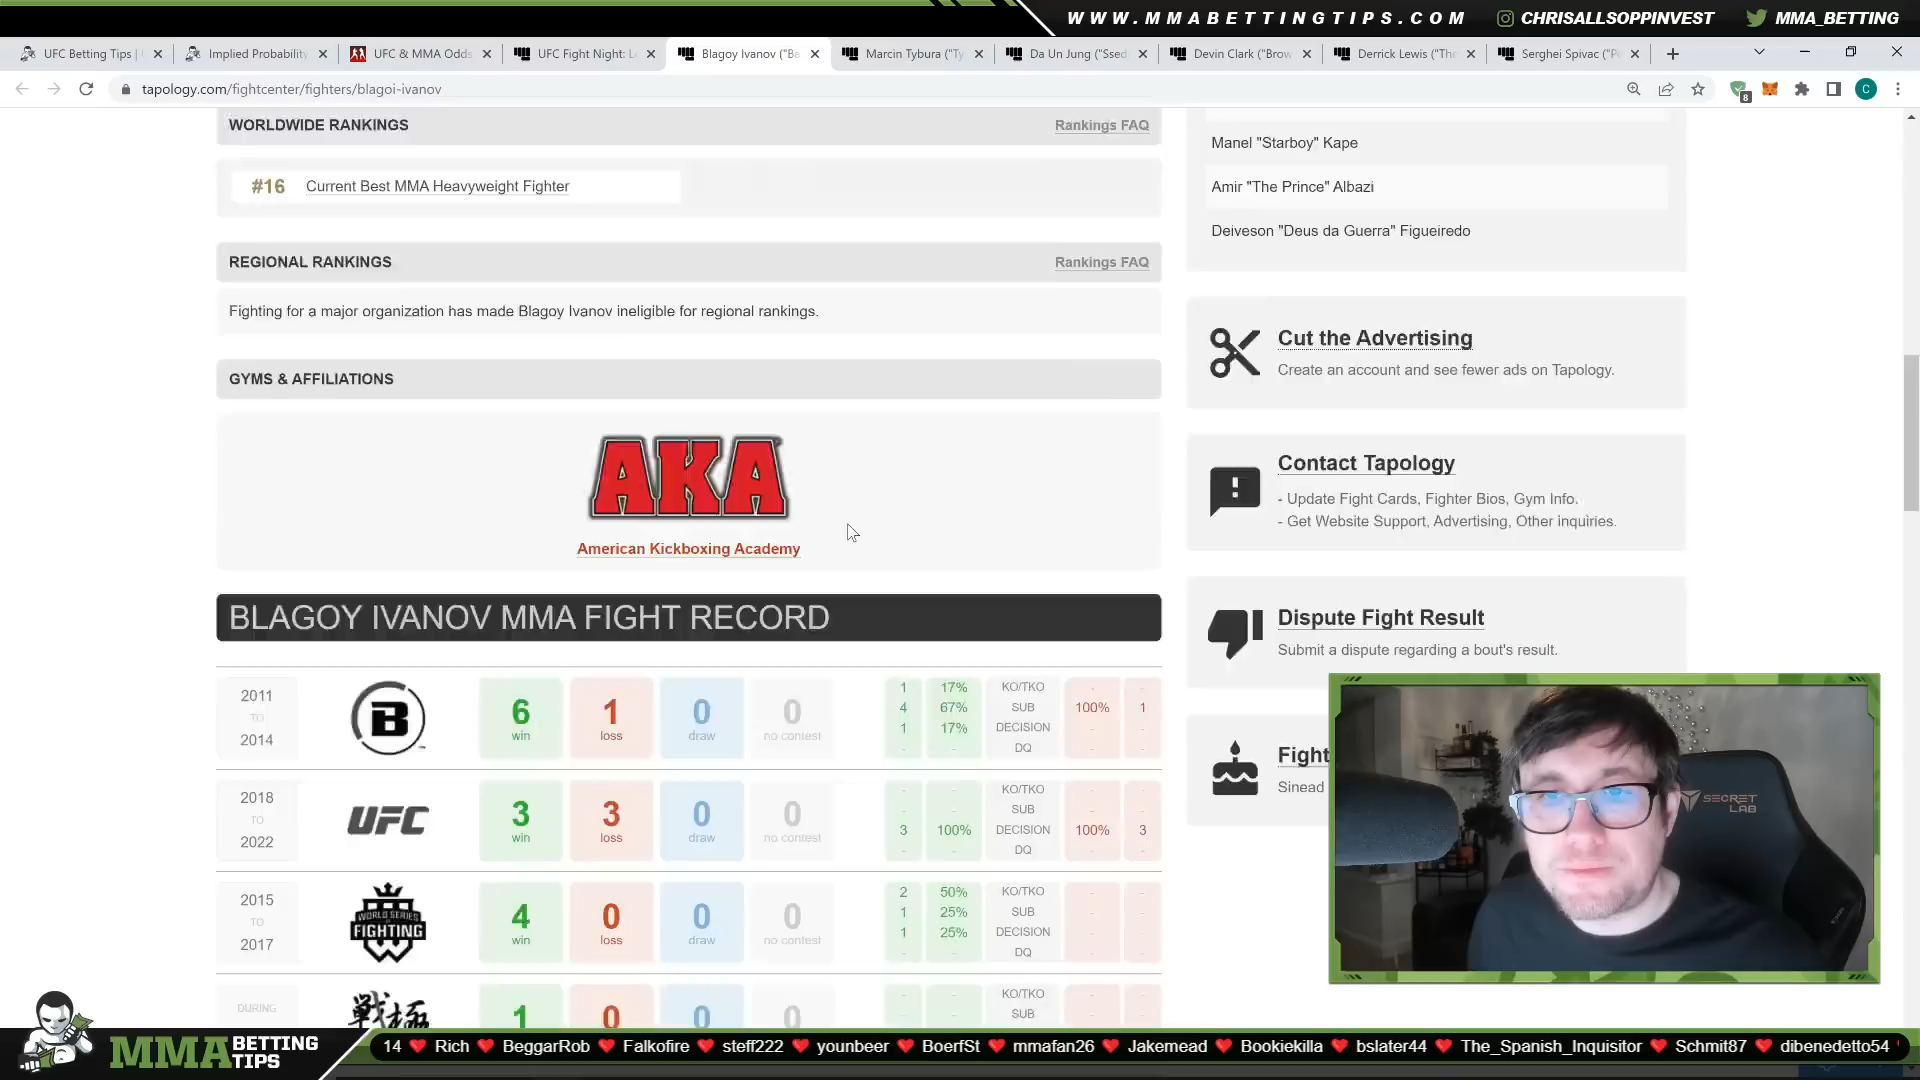 WWW.MMABETTINGTIPS.COM
CHRISALLSOPPINVEST
MMA_BETTING
UFC Betting Tips |
Implied Probability
UFC & MMA Odds
UFC Fight Night: L
Blagoy Ivanov ("Ba
Marcin Tybura ("Ty
Da Un Jung ("Ssed
Devin Clark ("Brow
Derrick Lewis ("The
Serghei Spivac ("P
tapology.com/fightcenter/fighters/blagoi-ivanov
8
C
WORLDWIDE RANKINGS
Rankings FAQ
#16 Current Best MMA Heavyweight Fighter
REGIONAL RANKINGS
Rankings FAQ
Fighting for a major organization has made Blagoy Ivanov ineligible for regional rankings.
GYMS & AFFILIATIONS
AKA
American Kickboxing Academy
BLAGOY IVANOV MMA FIGHT RECORD
2011
TO
2014
B
6 win
1 loss
0 draw
0 no contest
1 17% KO/TKO - -
4 67% SUB 100% 1
1 17% DECISION - -
- - DQ - -
2018
TO
2022
UFC
3 win
3 loss
0 draw
0 no contest
- - KO/TKO - -
- - SUB - -
3 100% DECISION 100% 3
- - DQ - -
2015
TO
2017
WORLD SERIES
OF
FIGHTING
W
4 win
0 loss
0 draw
0 no contest
2 50% KO/TKO - -
1 25% SUB - -
1 25% DECISION - -
- - DQ - -
DURING
戦極
1
0
0
0
- - KO/TKO - -
- - SUB - -
Manel "Starboy" Kape
Amir "The Prince" Albazi
Deiveson "Deus da Guerra" Figueiredo
Cut the Advertising
Create an account and see fewer ads on Tapology.
Contact Tapology
- Update Fight Cards, Fighter Bios, Gym Info.
- Get Website Support, Advertising, Other inquiries.
Dispute Fight Result
Submit a dispute regarding a bout's result.
Fight
Sinead
SECRET
LAB
MMA BETTING
TIPS
14 ❤ Rich ❤ BeggarRob ❤ Falkofire ❤ steff222 ❤ younbeer ❤ BoerfSt ❤ mmafan26 ❤ Jakemead ❤ Bookiekilla ❤ bslater44 ❤ The_Spanish_Inquisitor ❤ Schmit87 ❤ dibenedetto54